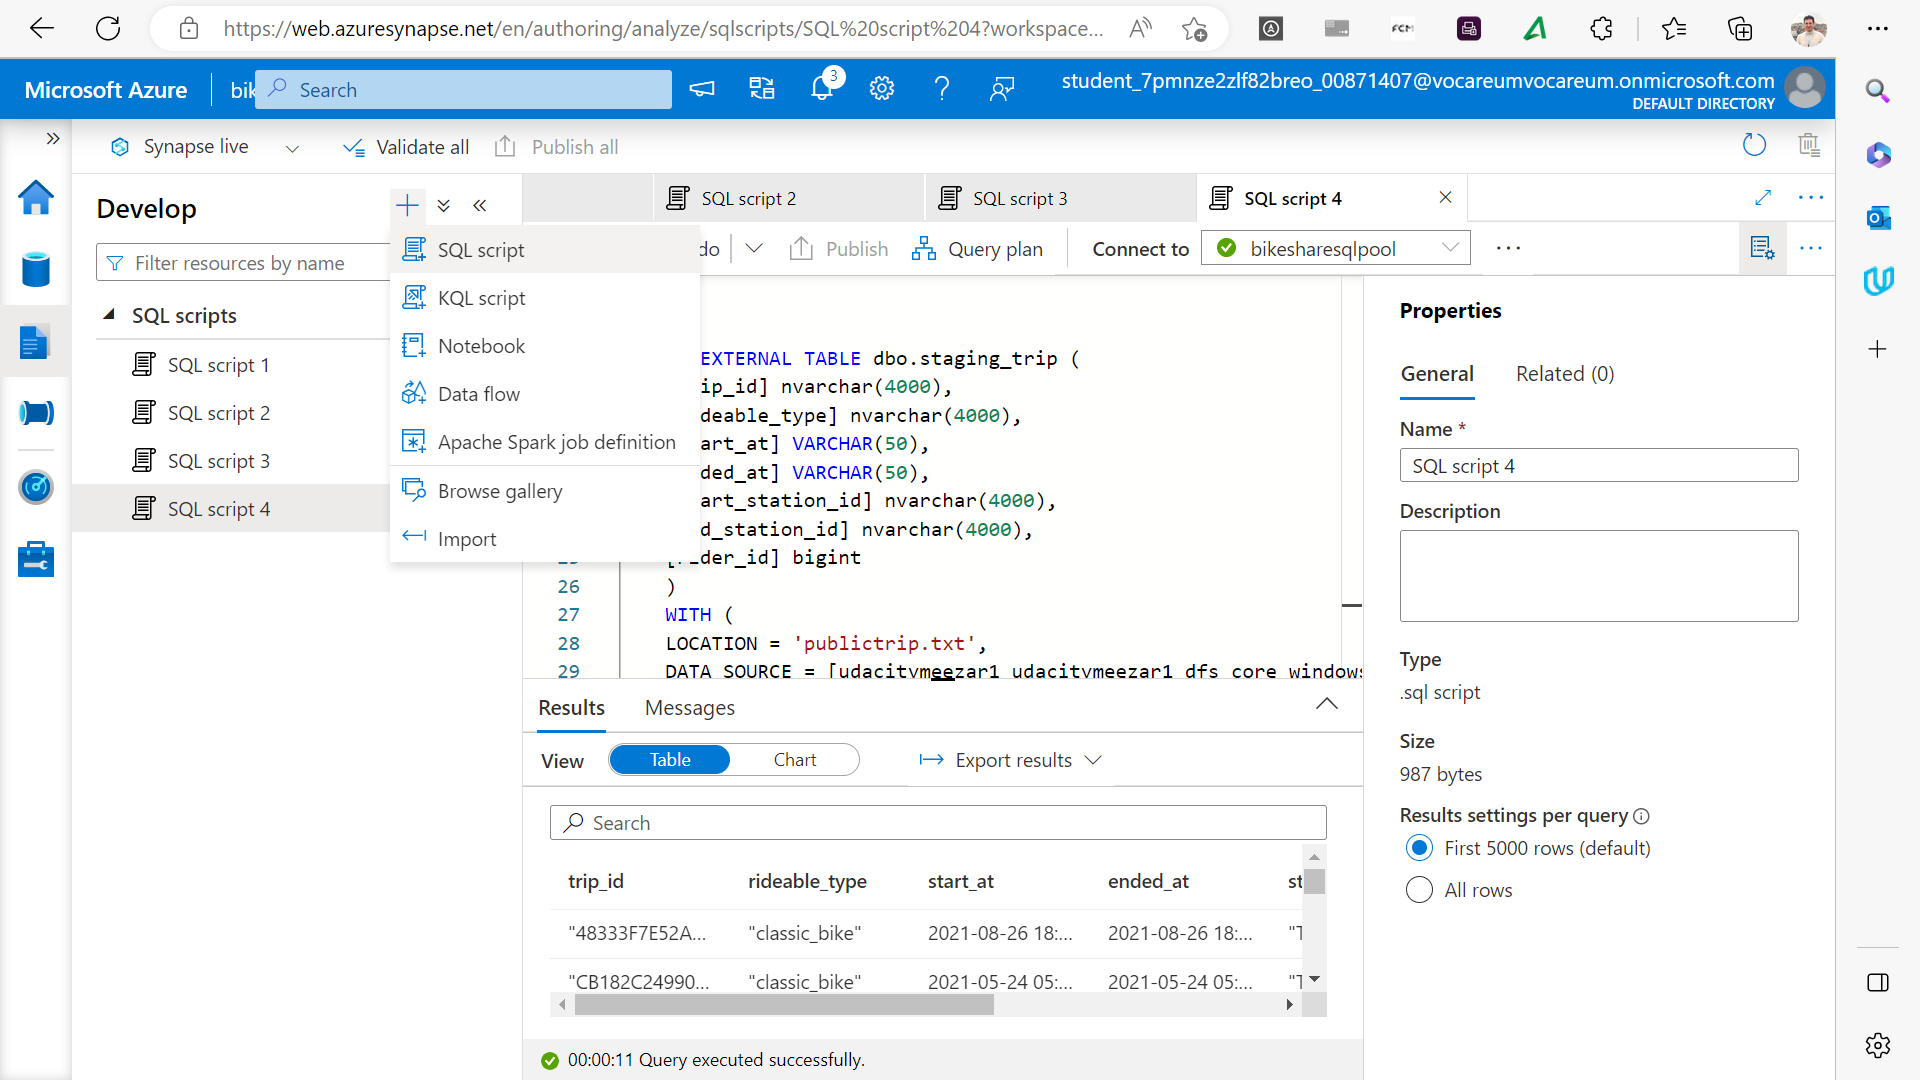 https://web.azuresynapse.net/en/authoring/analyze/sqlscripts/SQL%20script%204?workspace...
FCM
Microsoft Azure
bik
Search
3
student_7pmnze2zlf82breo_00871407@vocareumvocareum.onmicrosoft.com
DEFAULT DIRECTORY
Synapse live
Validate all
Publish all
Develop
Filter resources by name
SQL scripts
SQL script 1
SQL script 2
SQL script 3
SQL script 4
SQL script
KQL script
Notebook
Data flow
Apache Spark job definition
Browse gallery
Import
SQL script 2
SQL script 3
SQL script 4
do
Publish
Query plan
Connect to
bikesharesqlpool
EXTERNAL TABLE dbo.staging_trip (
ip_id] nvarchar(4000),
deable_type] nvarchar(4000),
art_at] VARCHAR(50),
ded_at] VARCHAR(50),
art_station_id] nvarchar(4000),
d_station_id] nvarchar(4000),
der_id] bigint
26 )
27 WITH (
28 LOCATION = 'publictrip.txt',
29 DATA_SOURCE = [udacitymeezar1_udacitymeezar1_dfs_core_windows
Results
Messages
View
Table
Chart
Export results
Search
trip_id rideable_type start_at ended_at st
"48333F7E52A... "classic_bike" 2021-08-26 18:... 2021-08-26 18:... "T
"CB182C24990... "classic_bike" 2021-05-24 05:... 2021-05-24 05:... "T
00:00:11 Query executed successfully.
Properties
General
Related (0)
Name *
SQL script 4
Description
Type
.sql script
Size
987 bytes
Results settings per query
First 5000 rows (default)
All rows